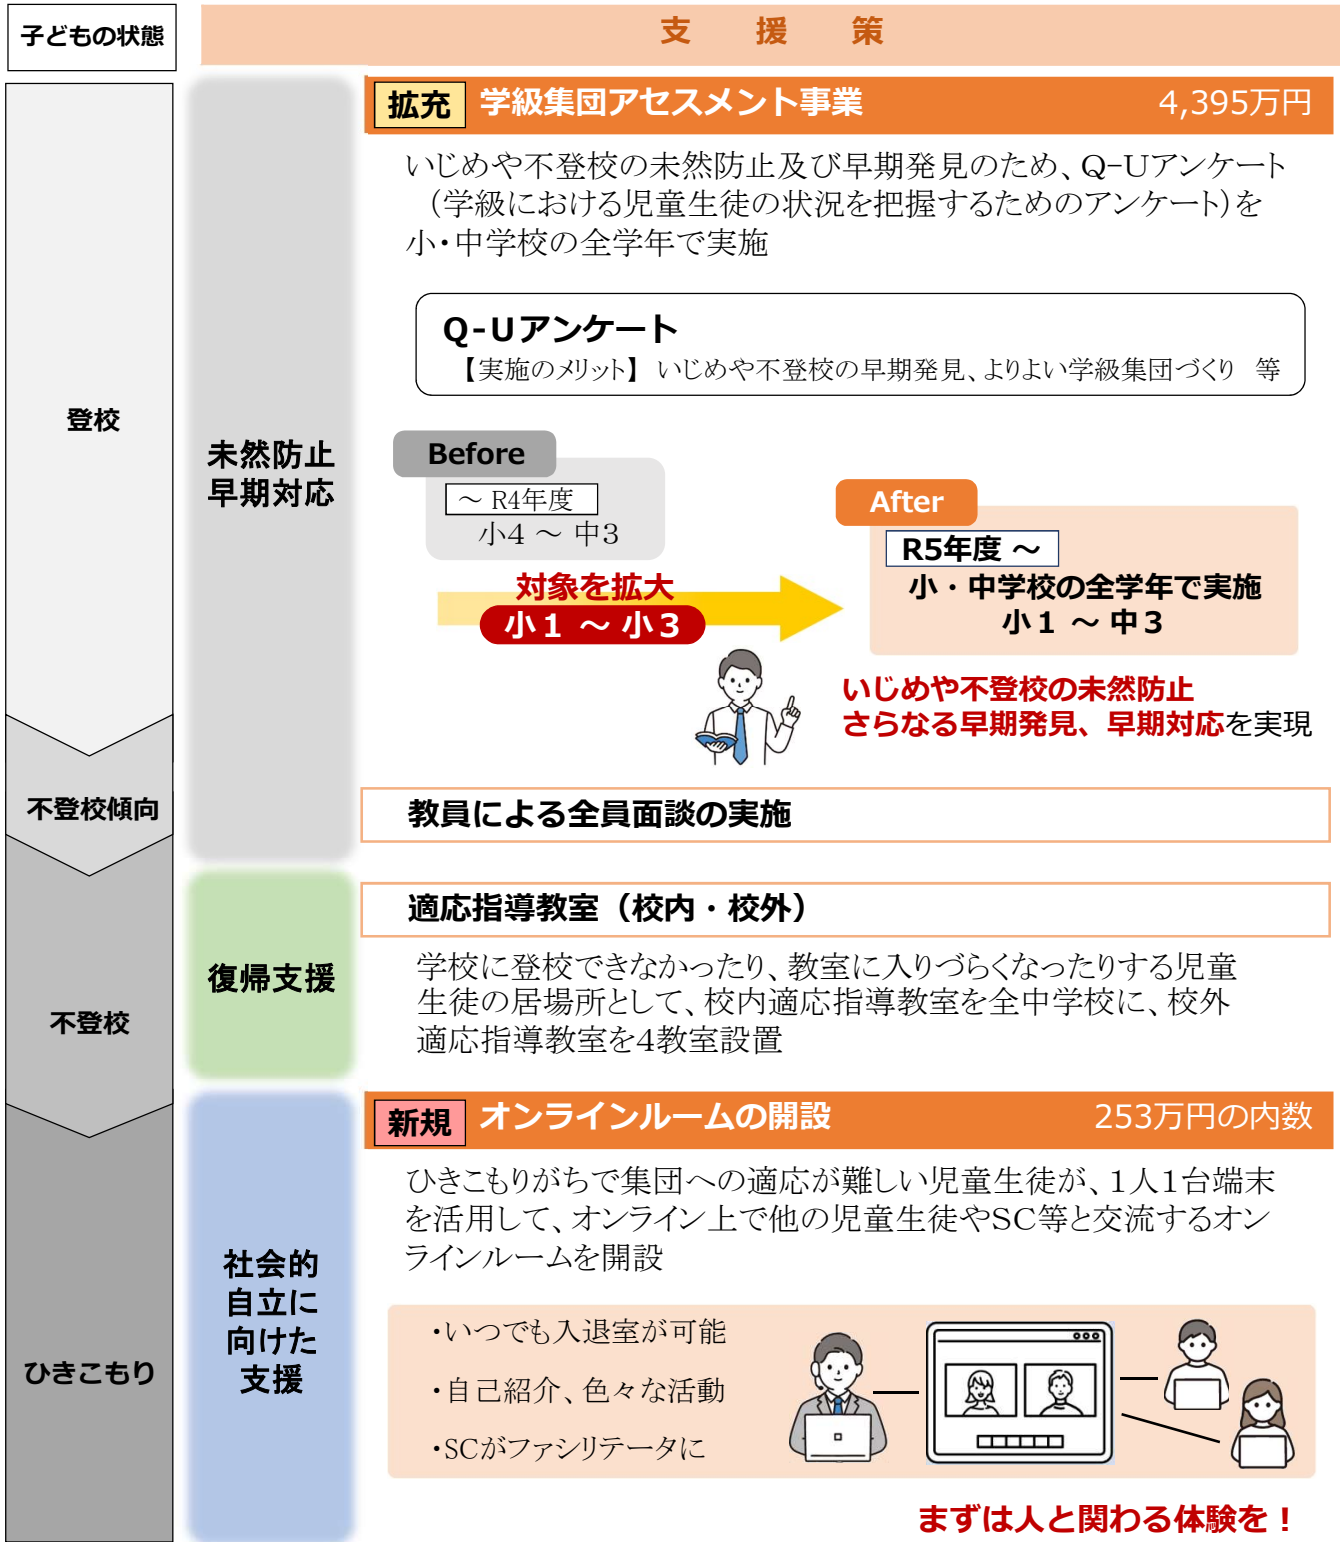 子どもの状態
支　援　策
登校
不登校傾向
不登校
ひきこもり
未然防止
早期対応
拡充 学級集団アセスメント事業 4,395万円
いじめや不登校の未然防止及び早期発見のため、Q-Uアンケート
（学級における児童生徒の状況を把握するためのアンケート）を
小・中学校の全学年で実施
Q-Uアンケート
【実施のメリット】 いじめや不登校の早期発見、よりよい学級集団づくり　等
Before
～ R4年度
小4 ～ 中3
対象を拡大
小１ ～ 小３
After
R5年度 ～
小・中学校の全学年で実施
小１ ～ 中３
いじめや不登校の未然防止
さらなる早期発見、早期対応を実現
教員による全員面談の実施
復帰支援
適応指導教室（校内・校外）
学校に登校できなかったり、教室に入りづらくなったりする児童
生徒の居場所として、校内適応指導教室を全中学校に、校外
適応指導教室を4教室設置
社会的
自立に
向けた
支援
新規 オンラインルームの開設 253万円の内数
ひきこもりがちで集団への適応が難しい児童生徒が、1人1台端末
を活用して、オンライン上で他の児童生徒やSC等と交流するオン
ラインルームを開設
・いつでも入退室が可能
・自己紹介、色々な活動
・SCがファシリテータに
まずは人と関わる体験を！